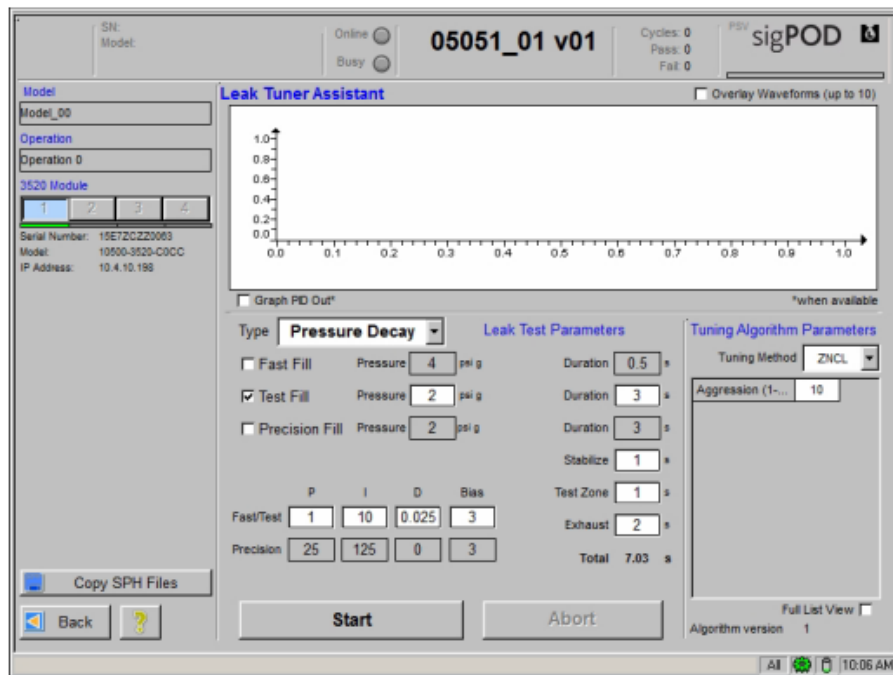 SN:
Model:
Online
Busy
05051_01 v01
Cycles: 0
Pass: 0
Fail: 0
PSV sigPOD
Model
Model_00
Operation
Operation 0
3520 Module
1 2 3 4
Serial Number: 15E7ZCZZ0063
Model: 10500-3520-C0CC
IP Address: 10.4.10.198
Copy SPH Files
Back ?
Leak Tuner Assistant
Overlay Waveforms (up to 10)
1.0
0.8
0.6
0.4
0.2
0.0
0.0 0.1 0.2 0.3 0.4 0.5 0.6 0.7 0.8 0.9 1.0
Graph PID Out*
*when available
Type Pressure Decay
Leak Test Parameters
Fast Fill Pressure 4 psi g Duration 0.5 s
Test Fill Pressure 2 psi g Duration 3 s
Precision Fill Pressure 2 psi g Duration 3 s
Stabilize 1 s
Test Zone 1 s
Exhaust 2 s
Total 7.03 s
P I D Bias
Fast/Test 1 10 0.025 3
Precision 25 125 0 3
Start
Abort
Tuning Algorithm Parameters
Tuning Method ZNCL
Aggression (1-... 10
Full List View
Algorithm version 1
All 10:06 AM